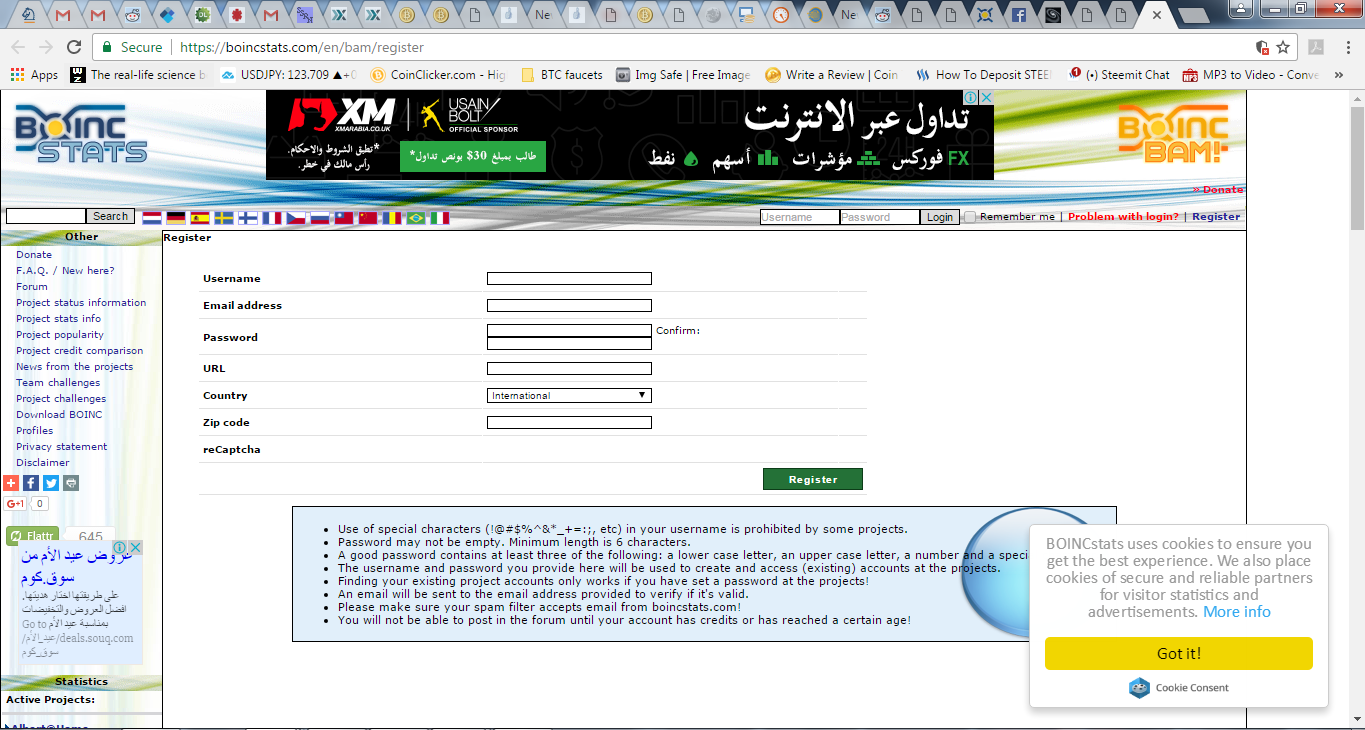 Ne
Ne
Secure
https://boincstats.com/en/bam/register
Apps
The real-life science b
USDJPY: 123.709 ▲+0
CoinClicker.com - Hig
BTC faucets
Img Safe | Free Image
Write a Review | Coin
How To Deposit STEE
(•) Steemit Chat
MP3 to Video - Conve
»
BOINC
STATS
XM
XMARABIA.CO.UK
USAIN
BOLT
OFFICIAL SPONSOR
تداول عبر الانترنت
*تطبق الشروط والاحكام.
رأس مالك في خطر.
طالب بمبلغ 30$ بونص تداول*
FX فوركس مؤشرات أسهم نفط
BOINC
BAM!
» Donate
Search
Username
Password
Login
Remember me | Problem with login? | Register
Other
Donate
F.A.Q. / New here?
Forum
Project status information
Project stats info
Project popularity
Project credit comparison
News from the projects
Team challenges
Project challenges
Download BOINC
Profiles
Privacy statement
Disclaimer
G+1
0
Flattr
645
عروض عيد الأم من
سوق.كوم
على طريقتها اختار هديتها.
افضل العروض والتخفيضات
بمناسبة عيد الأم Go to
deals.souq.com/عيد_الأم/
سوق_كوم
Statistics
Active Projects:
Albert@Home
Register
Username
Email address
Password
Confirm:
URL
Country
International
Zip code
reCaptcha
Register
Use of special characters (!@#$%^&*_+=:;, etc) in your username is prohibited by some projects.
Password may not be empty. Minimum length is 6 characters.
A good password contains at least three of the following: a lower case letter, an upper case letter, a number and a speci
The username and password you provide here will be used to create and access (existing) accounts at the projects.
Finding your existing project accounts only works if you have set a password at the projects!
An email will be sent to the email address provided to verify if it's valid.
Please make sure your spam filter accepts email from boincstats.com!
You will not be able to post in the forum until your account has credits or has reached a certain age!
BOINCstats uses cookies to ensure you
get the best experience. We also place
cookies of secure and reliable partners
for visitor statistics and
advertisements. More info
Got it!
Cookie Consent